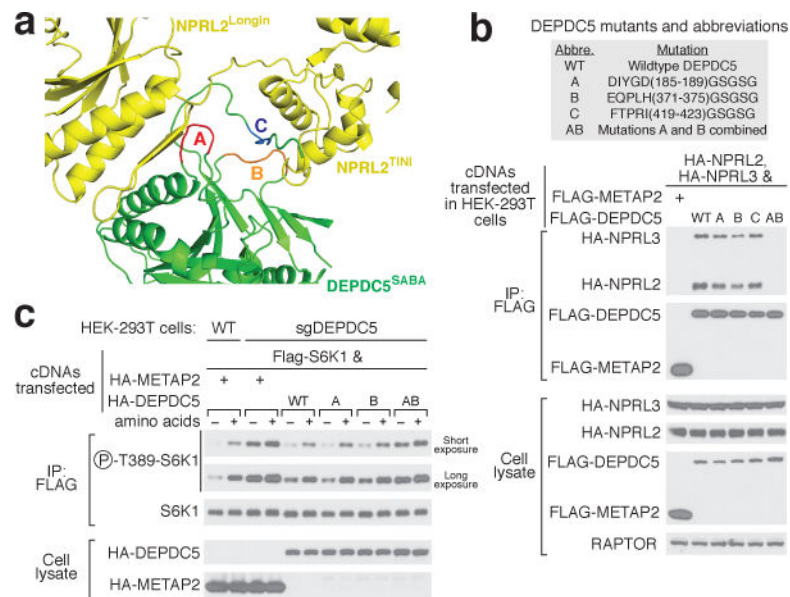 a
NPRL2Longin
A
C
B
NPRL2TINI
DEPDC5SABA
b
DEPDC5 mutants and abbreviations
Abbre. Mutation
WT Wildtype DEPDC5
A DIYGD(185-189)GSGSG
B EQPLH(371-375)GSGSG
C FTPRI(419-423)GSGSG
AB Mutations A and B combined
cDNAs
transfected
in HEK-293T
cells
HA-NPRL2,
HA-NPRL3 &
FLAG-METAP2 +
FLAG-DEPDC5 WT A B C AB
IP:
FLAG
HA-NPRL3
HA-NPRL2
FLAG-DEPDC5
FLAG-METAP2
Cell
lysate
HA-NPRL3
HA-NPRL2
FLAG-DEPDC5
FLAG-METAP2
RAPTOR
c
HEK-293T cells: WT sgDEPDC5
cDNAs
transfected
Flag-S6K1 &
HA-METAP2 + +
HA-DEPDC5 WT A B AB
amino acids – + – + – + – + – + – +
IP:
FLAG
P-T389-S6K1
Short
exposure
Long
exposure
S6K1
Cell
lysate
HA-DEPDC5
HA-METAP2